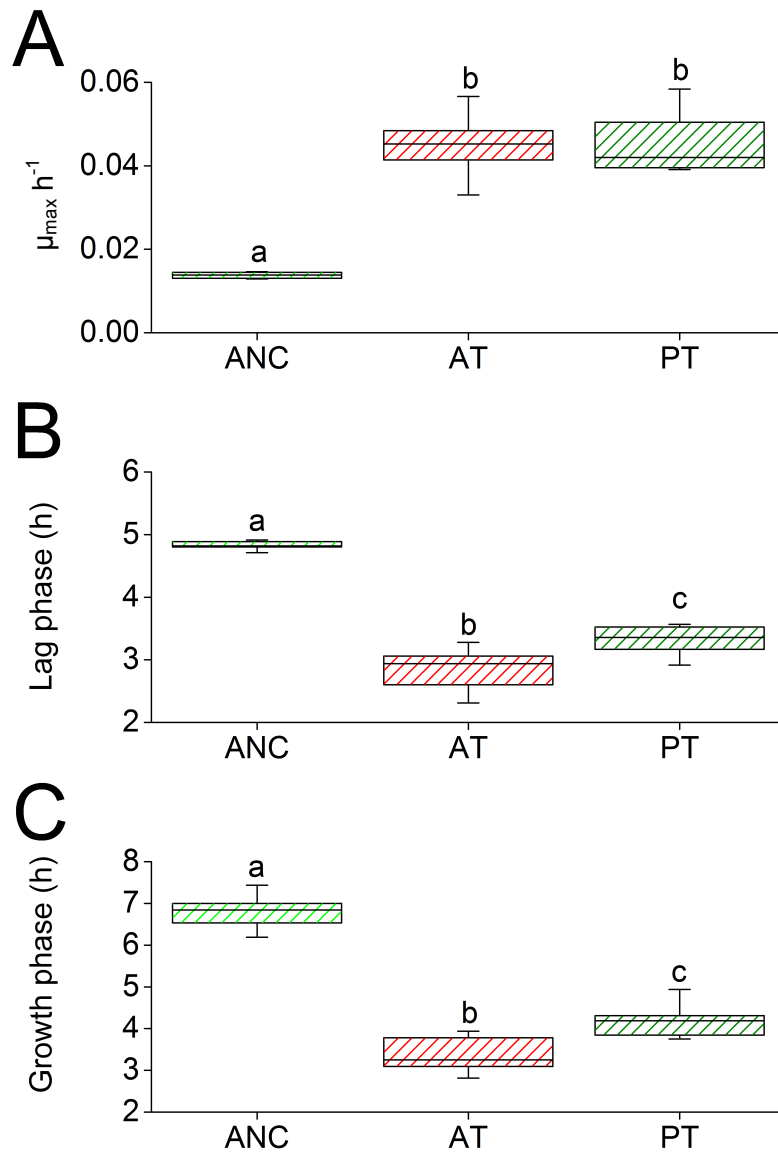 A
μmax h-1
0.06
0.04
0.02
0.00
a
b
b
ANC AT PT
B
Lag phase (h)
6
5
4
3
2
a
b
c
ANC AT PT
C
Growth phase (h)
8
7
6
5
4
3
2
a
b
c
ANC AT PT